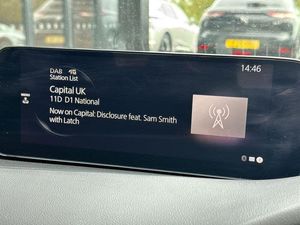 DAB
14:46
Station List
Capital UK
11D D1 National
Now on Capital: Disclosure feat. Sam Smith
with Latch